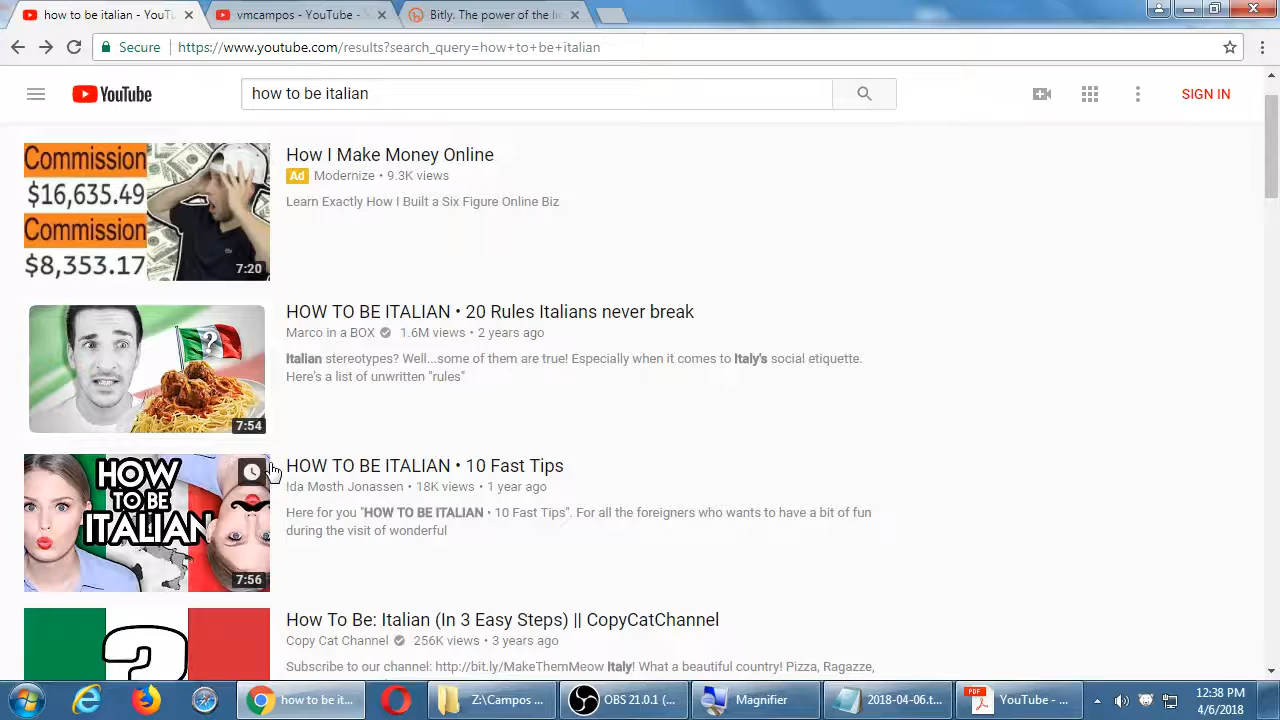 how to be italian - YouT
vmcampos - YouTube -
Bitly. The power of the li
Secure
https://www.youtube.com/results?search_query=how+to+be+italian
YouTube
how to be italian
SIGN IN
Commission
$16,635.49
Commission
$8,353.17
7:20
How I Make Money Online
Ad Modernize • 9.3K views
Learn Exactly How I Built a Six Figure Online Biz
?
7:54
HOW TO BE ITALIAN • 20 Rules Italians never break
Marco in a BOX 1.6M views • 2 years ago
Italian stereotypes? Well...some of them are true! Especially when it comes to Italy's social etiquette.
Here's a list of unwritten "rules"
HOW
TO BE
ITALIAN
7:56
HOW TO BE ITALIAN • 10 Fast Tips
Ida Møsth Jonassen • 18K views • 1 year ago
Here for you "HOW TO BE ITALIAN • 10 Fast Tips". For all the foreigners who wants to have a bit of fun
during the visit of wonderful
?
How To Be: Italian (In 3 Easy Steps) || CopyCatChannel
Copy Cat Channel 256K views • 3 years ago
Subscribe to our channel: http://bit.ly/MakeThemMeow Italy! What a beautiful country! Pizza, Ragazze,
how to be it...
Z:\Campos ...
OBS 21.0.1 (...
Magnifier
2018-04-06.t...
PDF
YouTube - ...
12:38 PM
4/6/2018